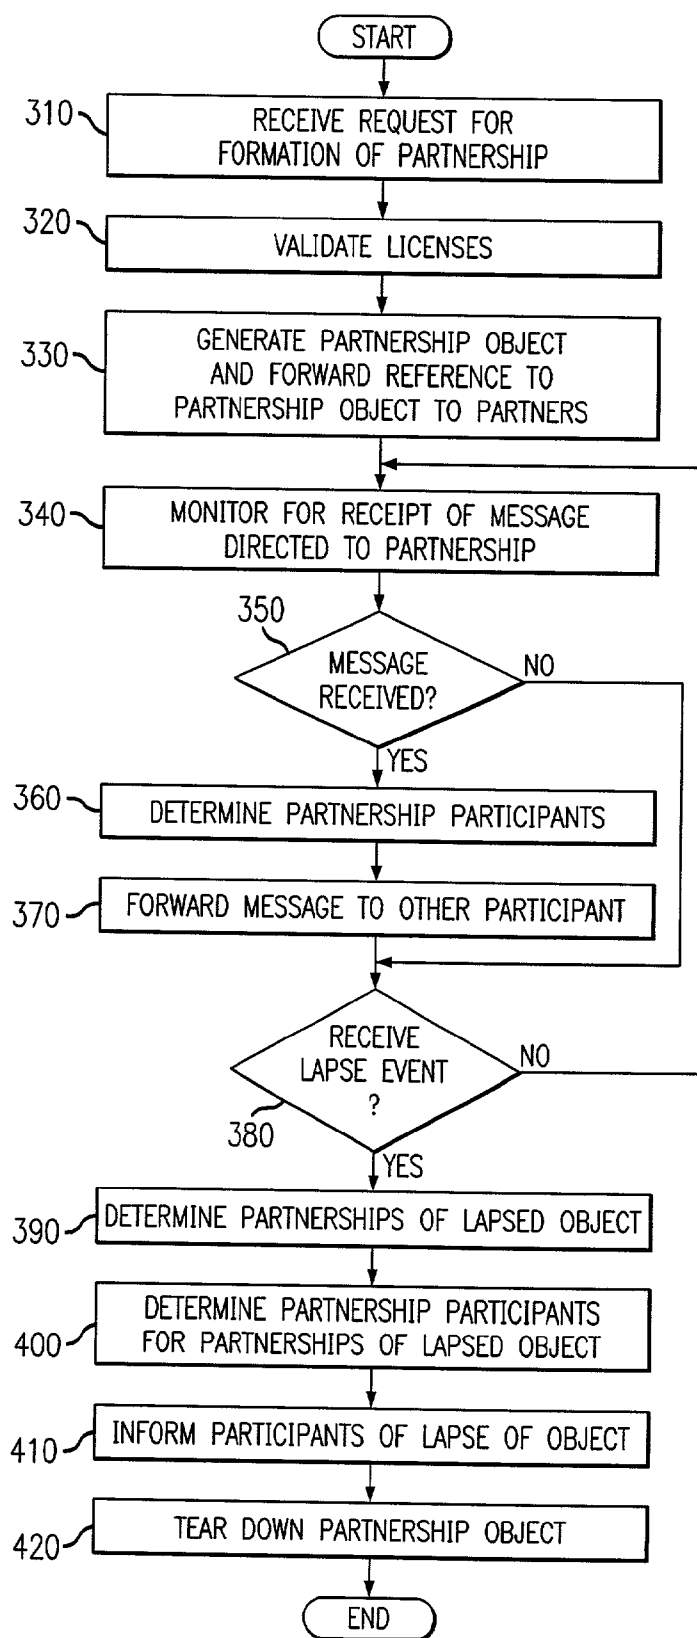 START
310
RECEIVE REQUEST FOR
FORMATION OF PARTNERSHIP
320
VALIDATE LICENSES
330
GENERATE PARTNERSHIP OBJECT
AND FORWARD REFERENCE TO
PARTNERSHIP OBJECT TO PARTNERS
340
MONITOR FOR RECEIPT OF MESSAGE
DIRECTED TO PARTNERSHIP
350
MESSAGE
RECEIVED?
NO
YES
360
DETERMINE PARTNERSHIP PARTICIPANTS
370
FORWARD MESSAGE TO OTHER PARTICIPANT
RECEIVE
LAPSE EVENT
?
NO
380
YES
390
DETERMINE PARTNERSHIPS OF LAPSED OBJECT
400
DETERMINE PARTNERSHIP PARTICIPANTS
FOR PARTNERSHIPS OF LAPSED OBJECT
410
INFORM PARTICIPANTS OF LAPSE OF OBJECT
420
TEAR DOWN PARTNERSHIP OBJECT
END